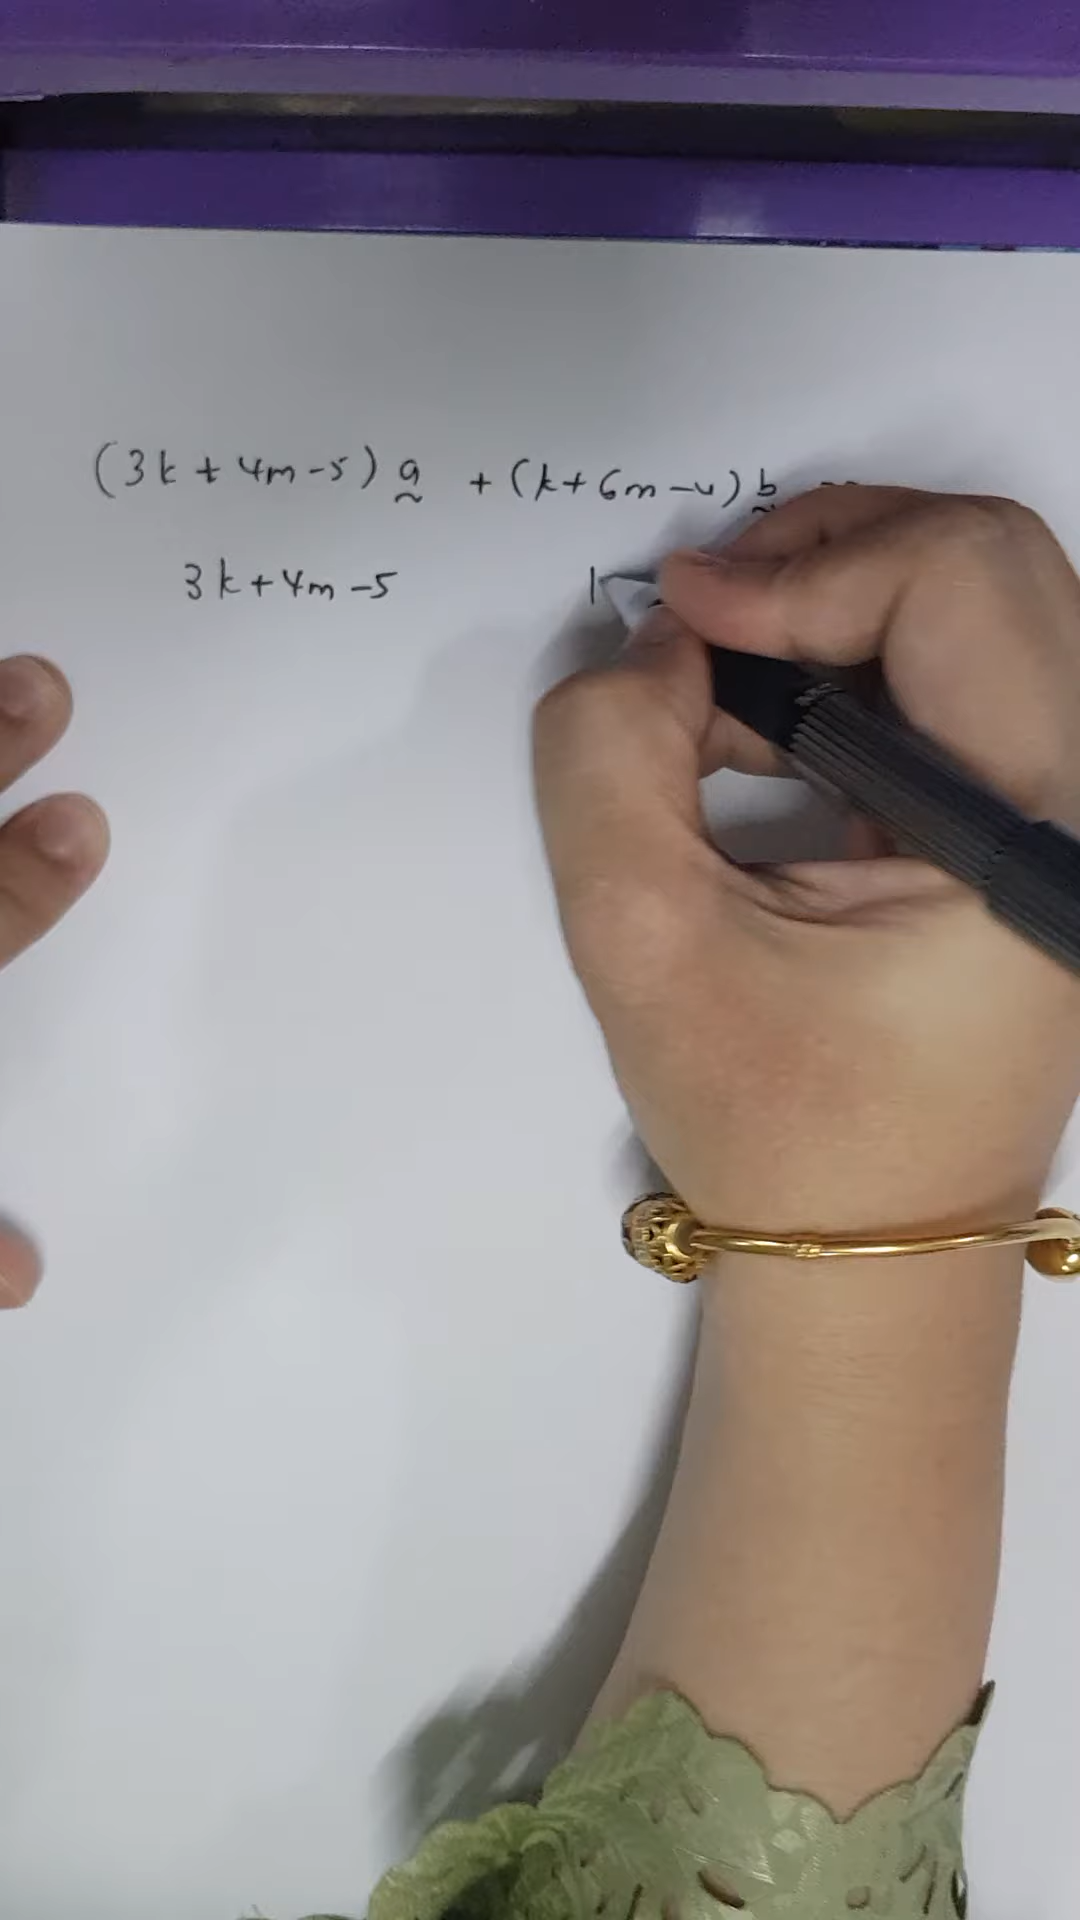 (3k + 4m - 5) a + (k + 6m - 4) b =
3k + 4m - 5